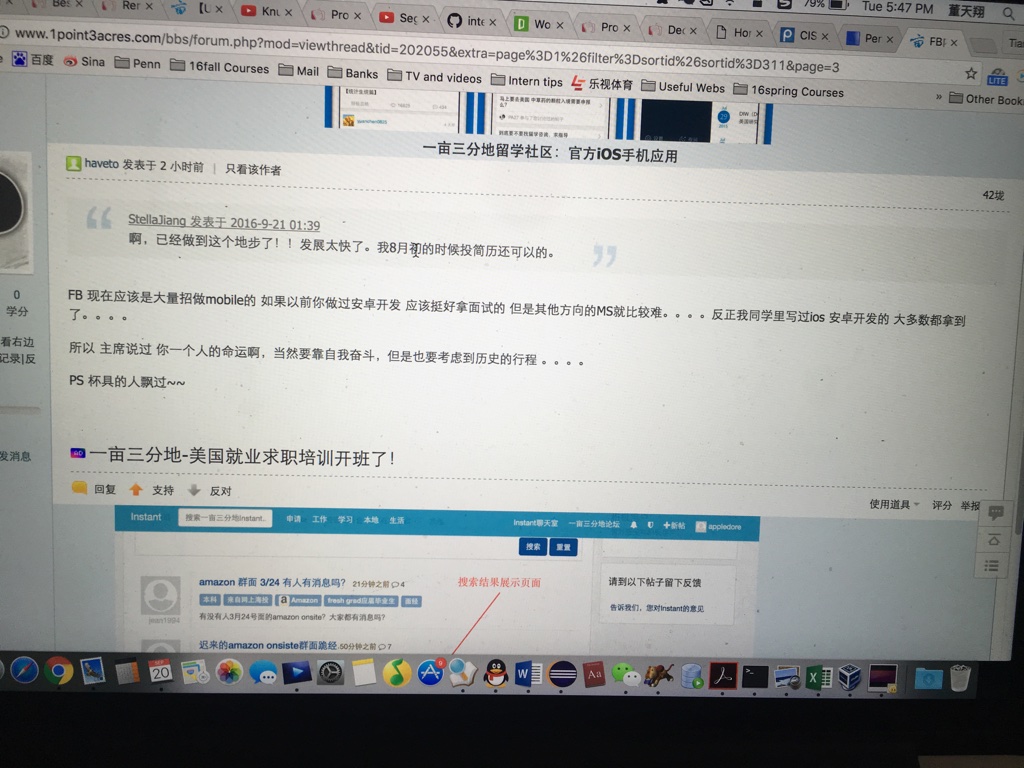 79% Tue 5:47 PM 董天翔
Bes × Rer × 【L × Knu × Pro × Seg × inte × Wo × Pro × De × Hor × CIS × Per × FB| ×
www.1point3acres.com/bbs/forum.php?mod=viewthread&tid=202055&extra=page%3D1%26filter%3Dsortid%26sortid%3D311&page=3
百度 Sina Penn 16fall Courses Mail Banks TV and videos Intern tips 乐视体育 Useful Webs 16spring Courses » Other Book
一亩三分地留学社区：官方iOS手机应用
haveto 发表于 2 小时前 | 只看该作者
42垅
StellaJiang 发表于 2016-9-21 01:39
啊，已经做到这个地步了！！发展太快了。我8月初的时候投简历还可以的。
0
学分
看右边
记录|反
发消息
FB 现在应该是大量招做mobile的 如果以前你做过安卓开发 应该挺好拿面试的 但是其他方向的MS就比较难。。。。反正我同学里写过ios 安卓开发的 大多数都拿到
了。。。。
所以 主席说过 你一个人的命运啊，当然要靠自我奋斗，但是也要考虑到历史的行程 。。。。
PS 杯具的人飘过~~
AD 一亩三分地-美国就业求职培训开班了！
回复 支持 反对
使用道具 评分 举报
Instant 搜索一亩三分地Instant. 申请 工作 学习 本地 生活 Instant聊天室 一亩三分地论坛 新帖 appledore
搜索 重置
amazon 群面 3/24 有人有消息吗？ 21分钟前 4
本科 来自网上海投 Amazon fresh grad应届毕业生 面经
有没有人3月24号面的amazon onsite？大家都有消息吗？
jean1994
搜索结果展示页面
请到以下帖子留下反馈
告诉我们，您对Instant的意见
迟来的amazon onsite群面跪经. 50分钟前 7
SEP
20
9